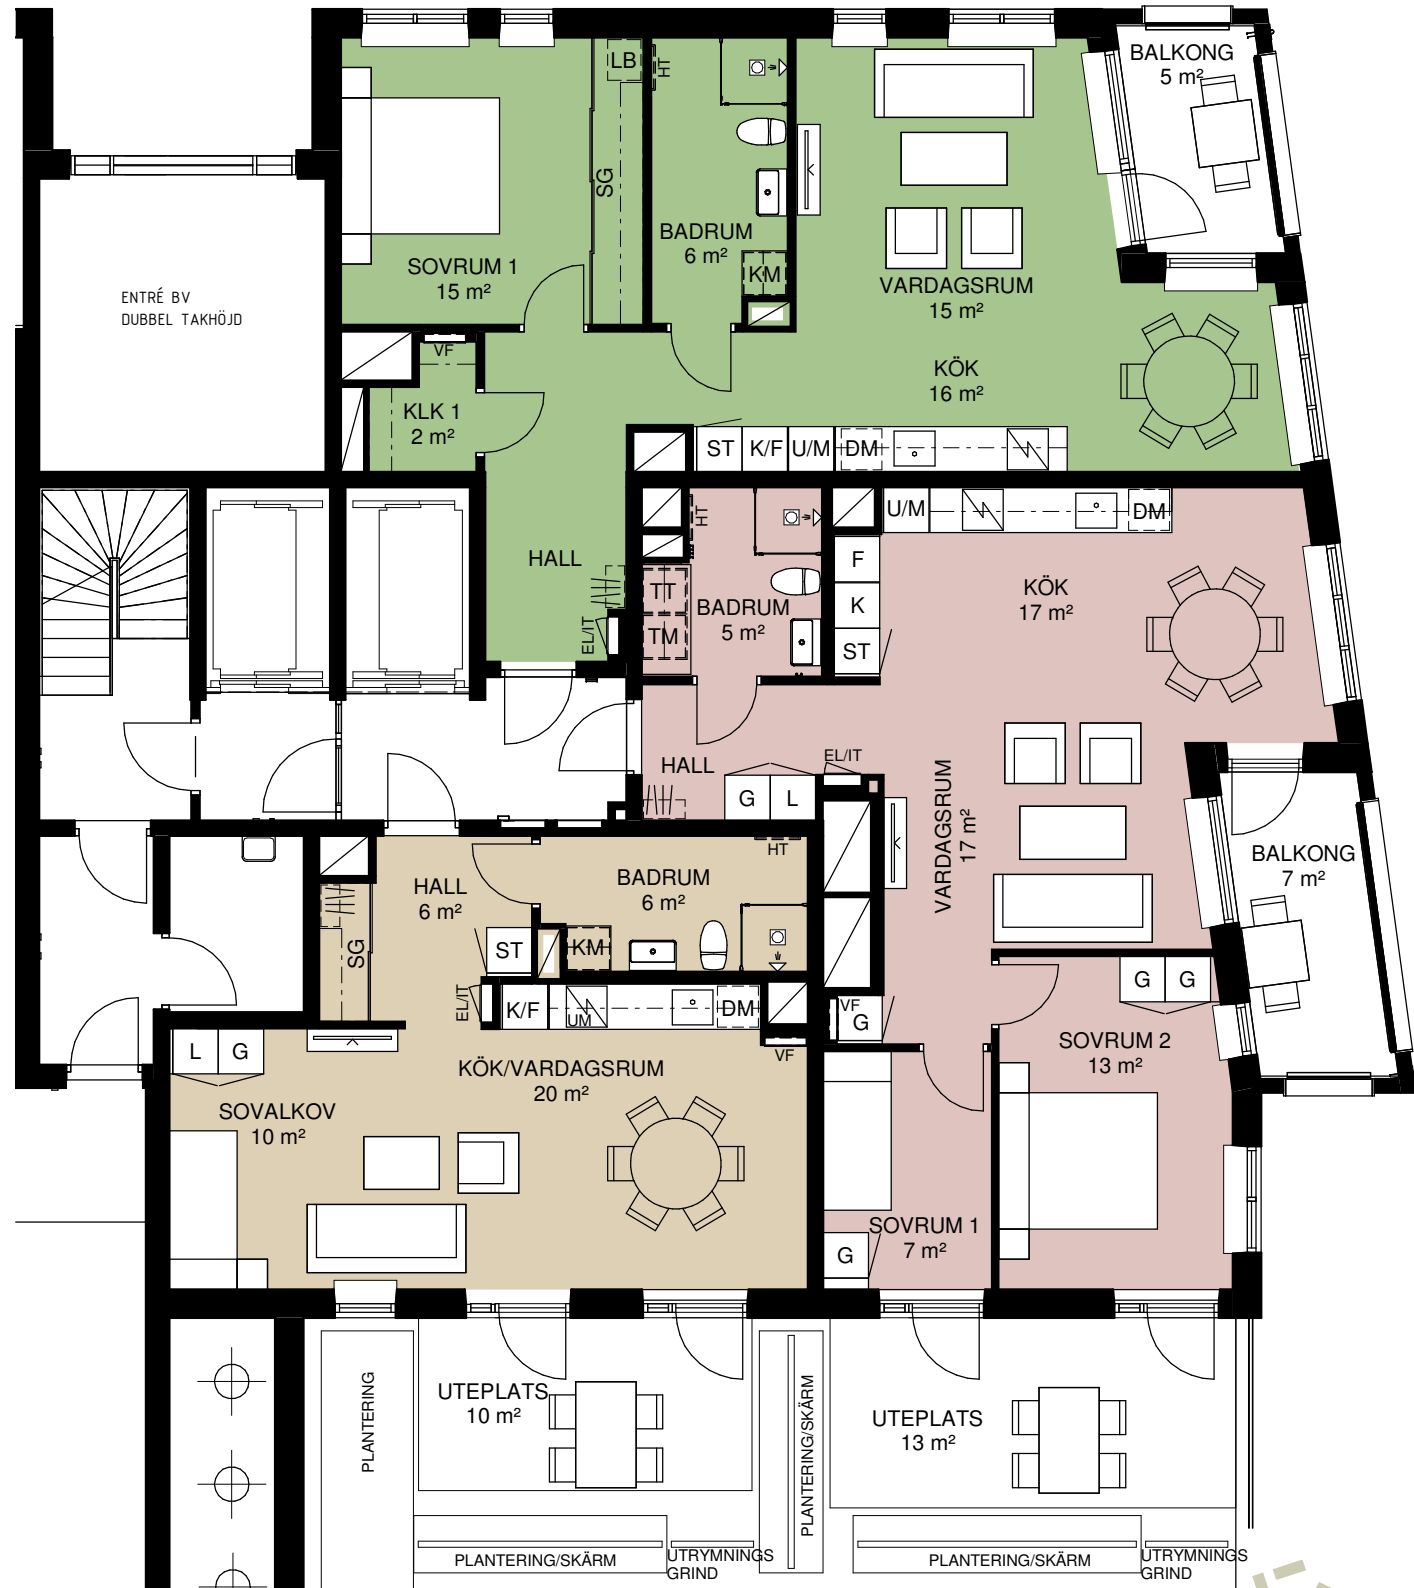 BALKONG
5 m²
LB
HT
SG
BADRUM
6 m²
KM
SOVRUM 1
15 m²
VARDAGSRUM
15 m²
ENTRÉ BV
DUBBEL TAKHÖJD
VF
KLK 1
2 m²
KÖK
16 m²
ST
K/F
U/M
DM
HALL
EL/IT
HT
TT
TM
BADRUM
5 m²
U/M
DM
F
K
ST
KÖK
17 m²
HALL
G
L
EL/IT
VARDAGSRUM
17 m²
BALKONG
7 m²
HALL
6 m²
SG
ST
BADRUM
6 m²
HT
KM
EL/IT
K/F
UM
DM
VF
VF
G
G
G
L
G
KÖK/VARDAGSRUM
20 m²
SOVALKOV
10 m²
SOVRUM 2
13 m²
SOVRUM 1
7 m²
G
PLANTERING
UTEPLATS
10 m²
PLANTERING/SKÄRM
UTEPLATS
13 m²
PLANTERING/SKÄRM
UTRYMNINGS
GRIND
PLANTERING/SKÄRM
UTRYMNINGS
GRIND